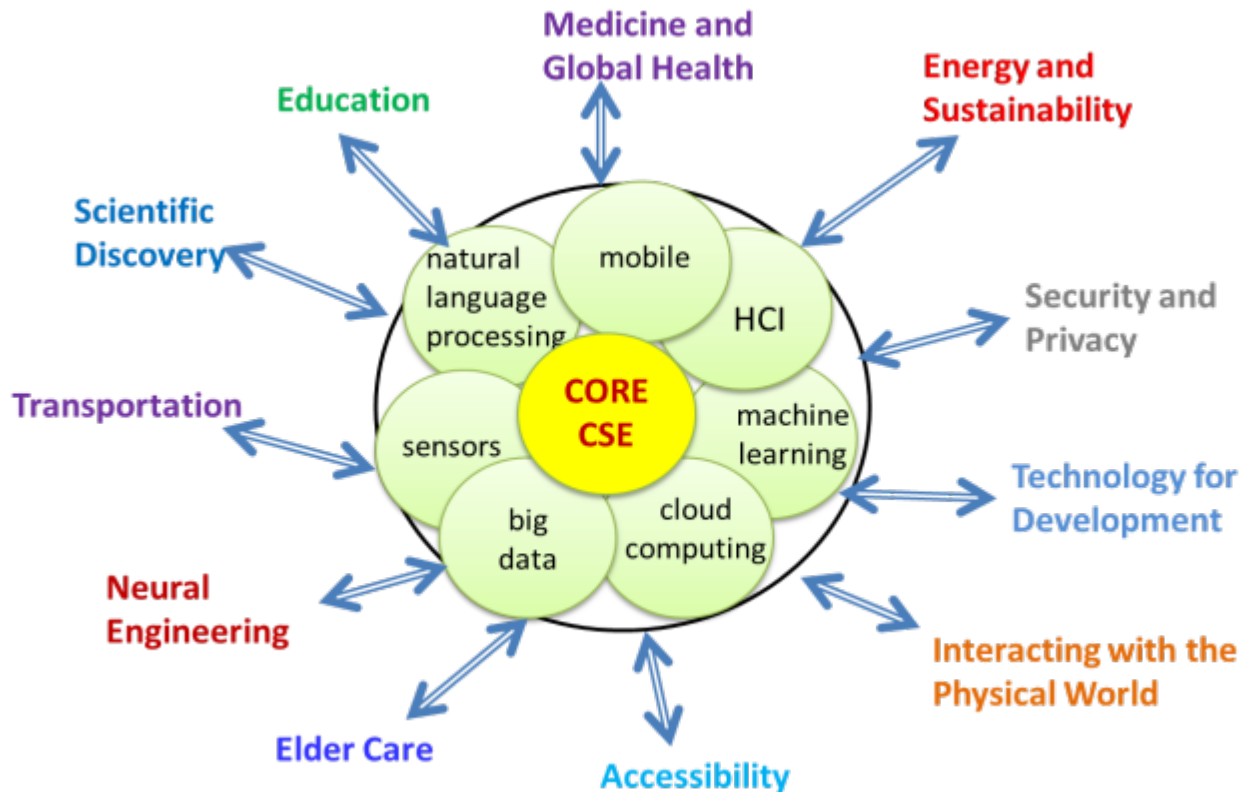 Medicine and
Global Health
Energy and
Sustainability
Education
Scientific
Discovery
Security and
Privacy
Transportation
Technology for
Development
Neural
Engineering
Interacting with the
Physical World
Elder Care
Accessibility
natural
language
processing
mobile
HCI
CORE
CSE
machine
learning
sensors
big
data
cloud
computing